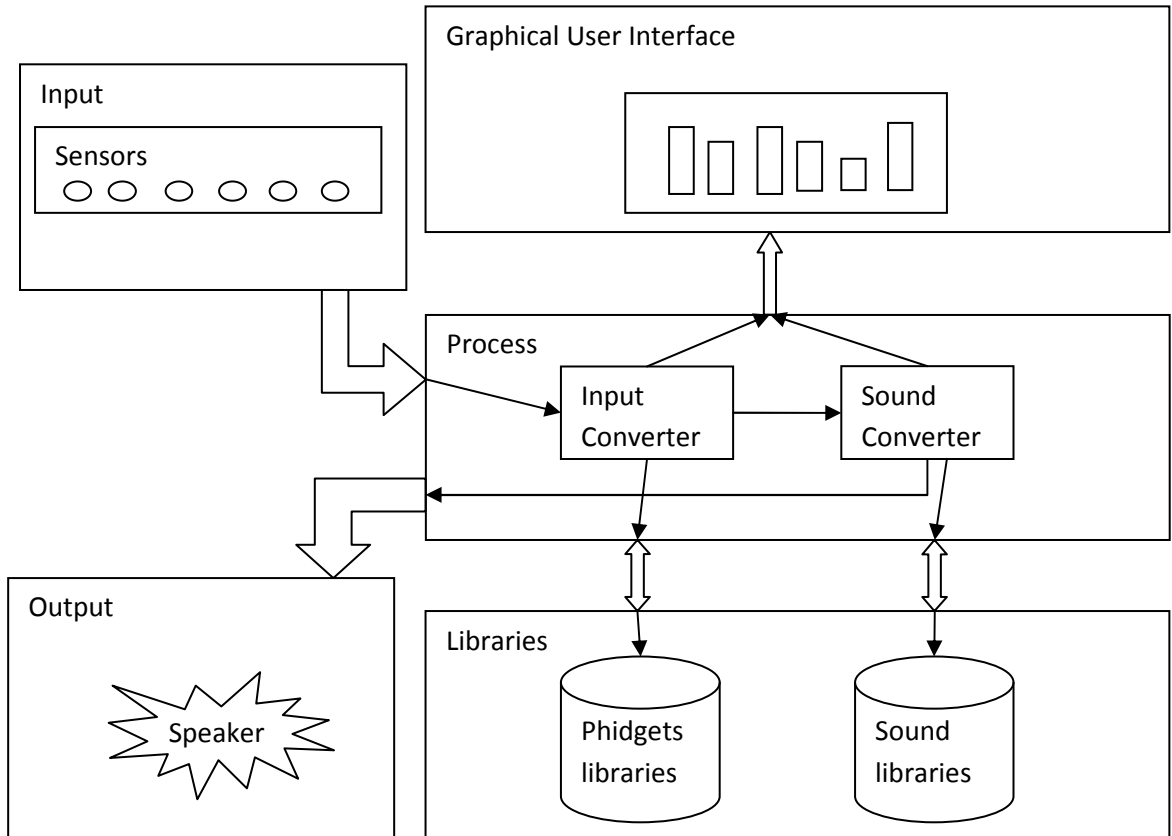 Graphical User Interface
Input
Sensors
Process
Input
Converter
Sound
Converter
Output
Speaker
Libraries
Phidgets
libraries
Sound
libraries